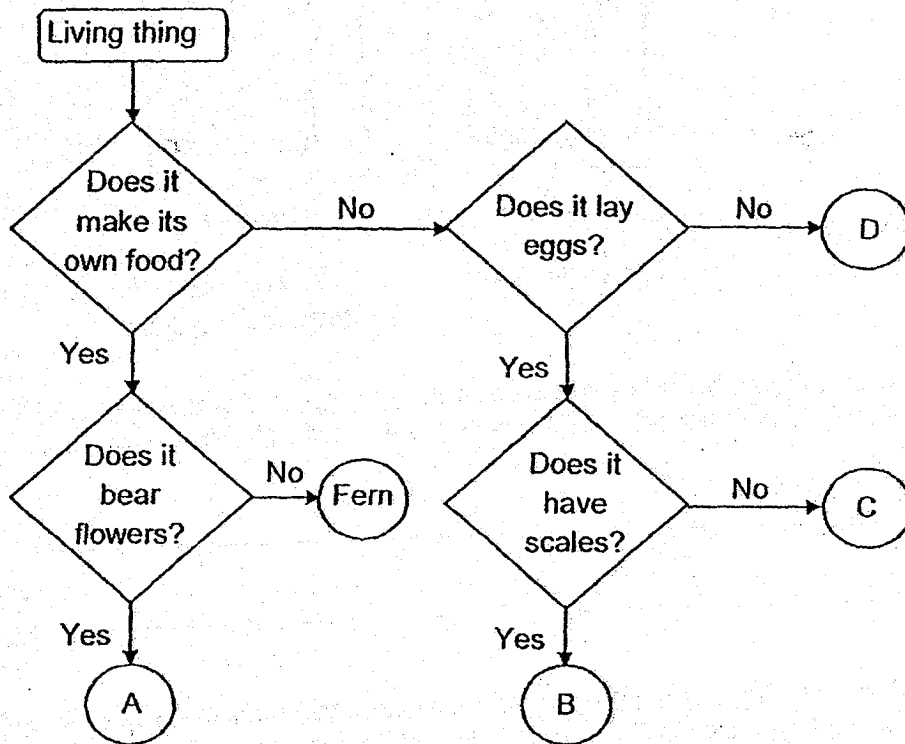 Living thing
Does it
make its
own food?
No
Does it lay
eggs?
No
D
Yes
Yes
Does it
bear
flowers?
No
Fern
Does it
have
scales?
No
C
Yes
Yes
A
B